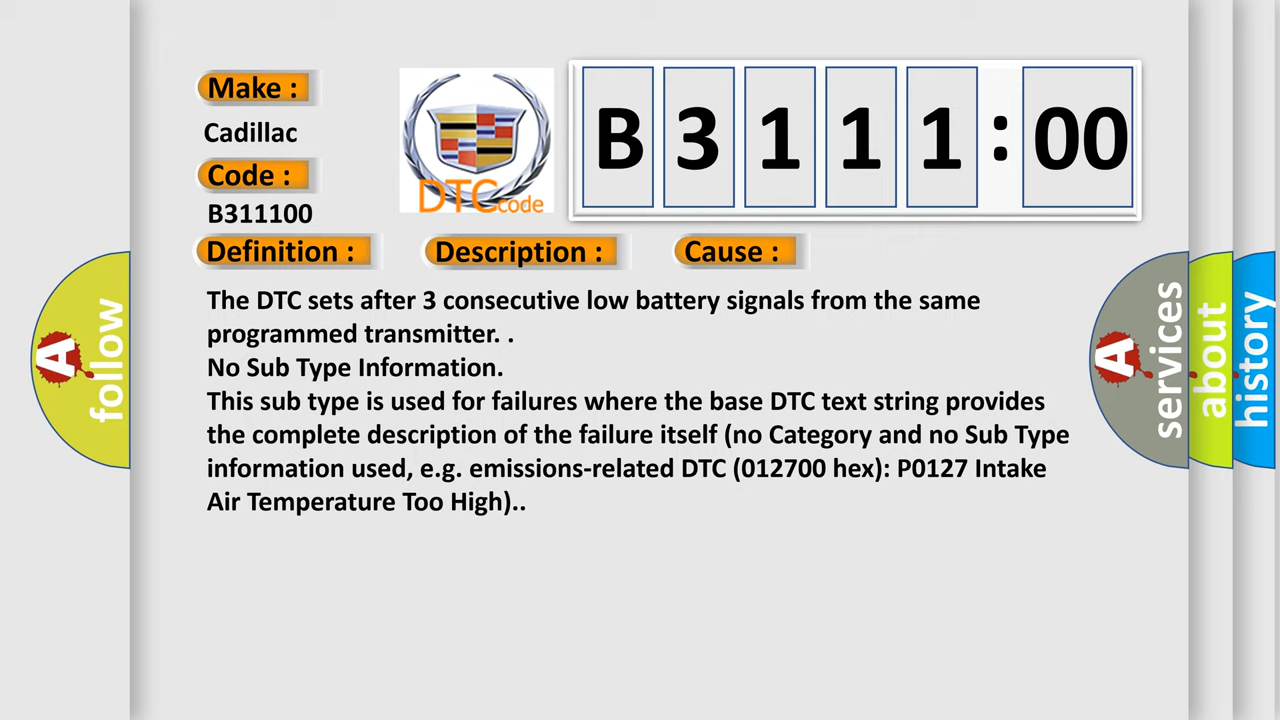 Make :
Cadillac
Code :
B311100
DTC code
B 3 1 1 1 : 00
Definition :
Description :
Cause :
The DTC sets after 3 consecutive low battery signals from the same
programmed transmitter. .
No Sub Type Information.
This sub type is used for failures where the base DTC text string provides
the complete description of the failure itself (no Category and no Sub Type
information used, e.g. emissions-related DTC (012700 hex): P0127 Intake
Air Temperature Too High)..
A follow
A services
about
history